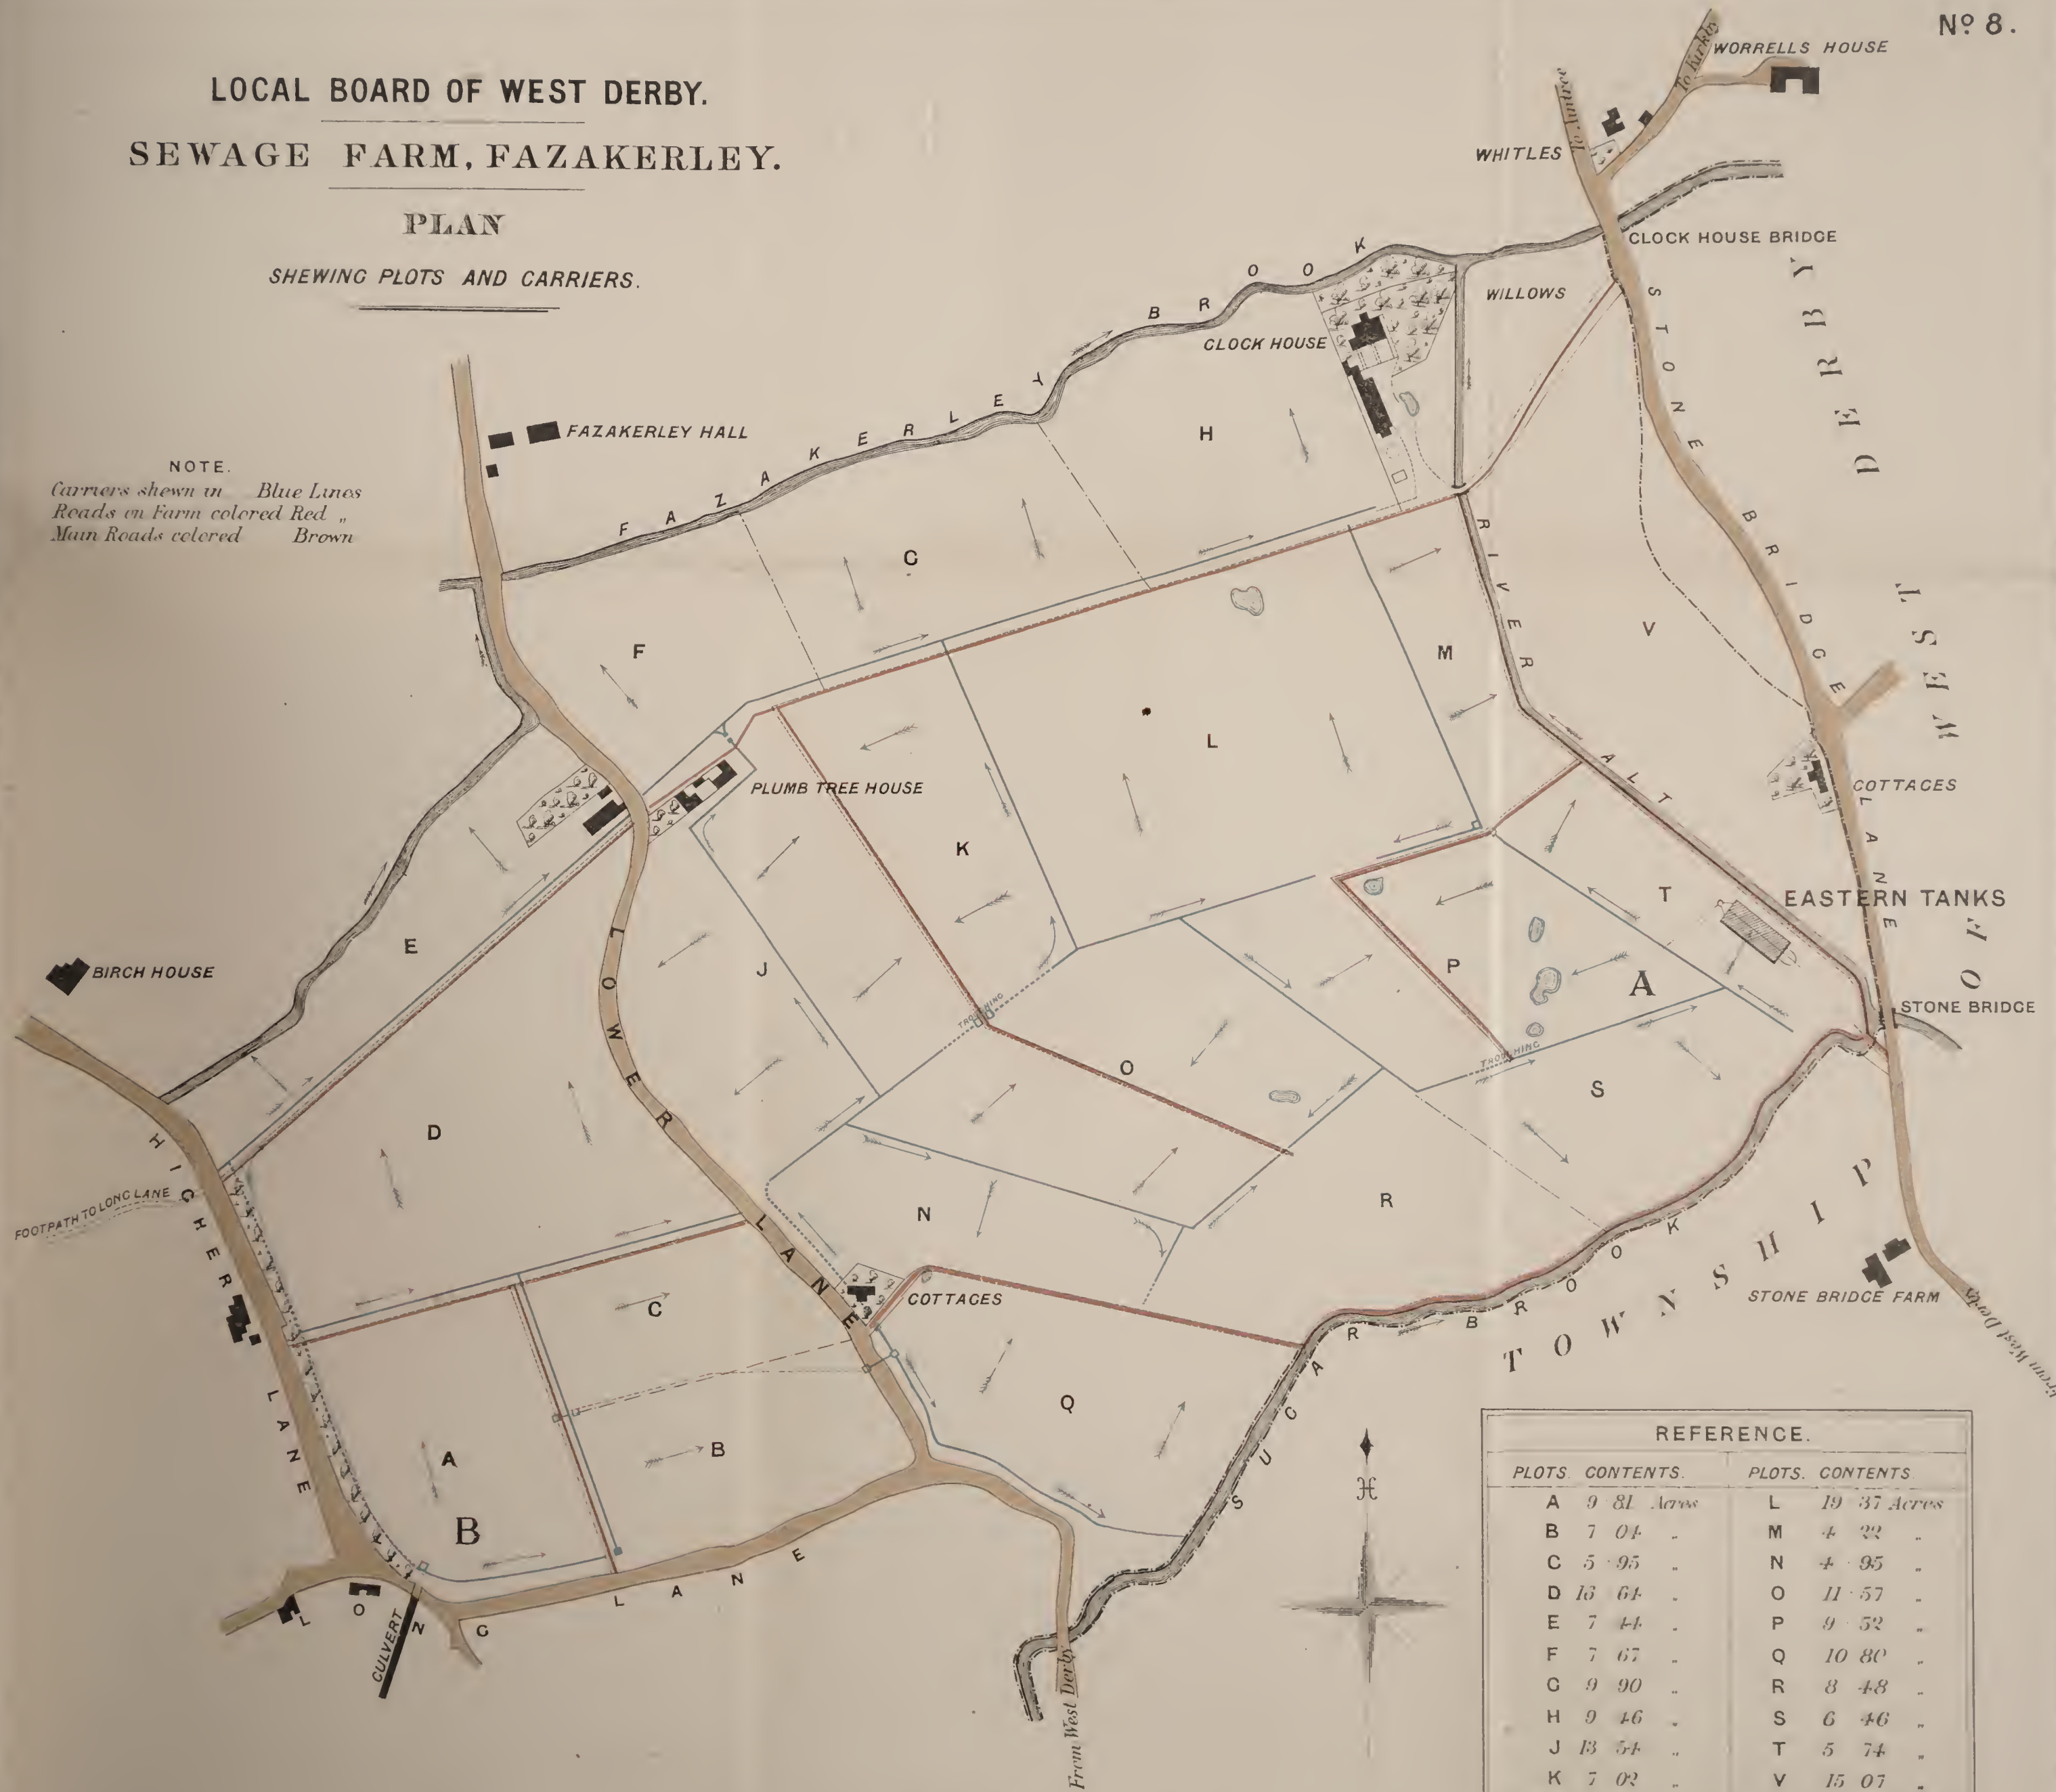 No 8.
LOCAL BOARD OF WEST DERBY.
SEWAGE FARM, FAZAKERLEY.
PLAN
SHEWING PLOTS AND CARRIERS.
NOTE.
Carriers shewn in Blue Lines
Roads on Farm colored Red „
Main Roads colored Brown
WORRELLS HOUSE
To Kirkby
To Aintree
WHITLES
CLOCK HOUSE BRIDGE
WILLOWS
CLOCK HOUSE
FAZAKERLEY BROOK
FAZAKERLEY HALL
STONE BRIDGE LANE
RIVER ALT
TOWNSHIP OF WEST DERBY
H
G
F
M
V
L
PLUMB TREE HOUSE
COTTAGES
K
T
EASTERN TANKS
E
BIRCH HOUSE
J
P
A
STONE BRIDGE
TROUGHING
TROUGHING
O
S
D
LOWER LANE
HIGHER LANE
FOOTPATH TO LONG LANE
N
R
C
COTTAGES
STONE BRIDGE FARM
From West Derby
SUGAR BROOK
Q
A
B
B
LONG LANE
CULVERT
From West Derby
REFERENCE.
PLOTS. CONTENTS. PLOTS. CONTENTS
A 9 81 Acres L 19 37 Acres
B 7 04 „ M 4 22 „
C 5 95 „ N 4 95 „
D 13 64 „ O 11 57 „
E 7 44 „ P 9 52 „
F 7 67 „ Q 10 80 „
G 9 90 „ R 8 48 „
H 9 46 „ S 6 46 „
J 13 54 „ T 5 74 „
K 7 02 „ V 15 07 „